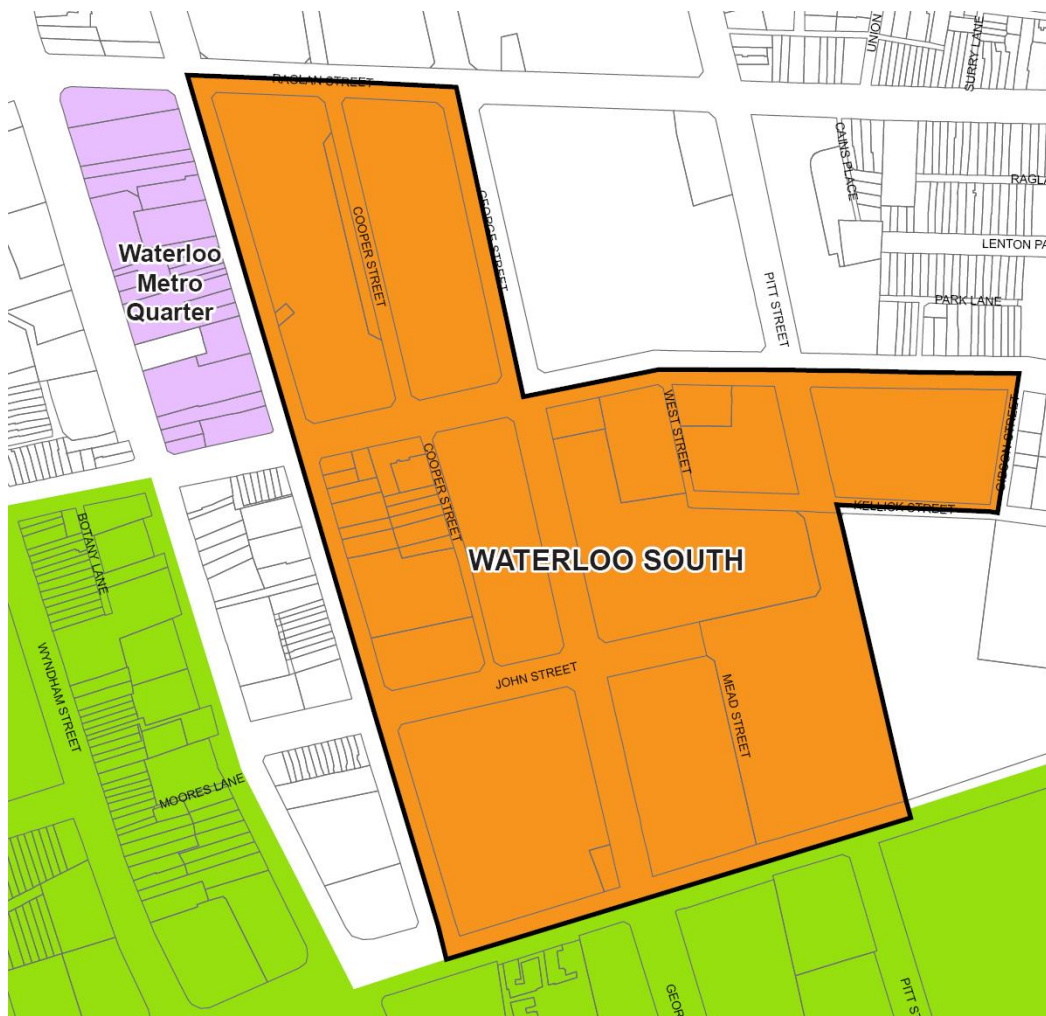 UNION
SURRY LANE
RAGLAN STREET
CAINS PLACE
RAGLA
COOPER STREET
GEORGE STREET
LENTON PA
Waterloo
Metro
Quarter
PITT STREET
PARK LANE
WEST STREET
GIBSON STREET
COOPER STREET
KELLICK STREET
BOTANY LANE
WATERLOO SOUTH
WYNDHAM STREET
JOHN STREET
MEAD STREET
MOORES LANE
GEOR
PITT ST